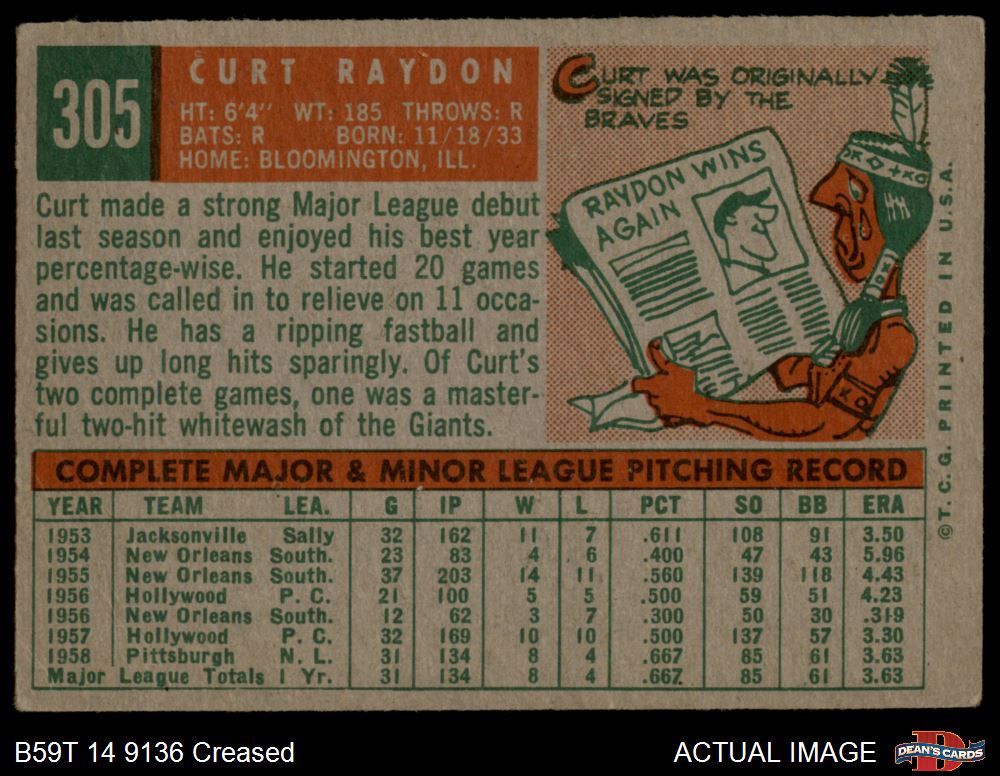 305
CURT RAYDON
HT: 6'4" WT: 185 THROWS: R
BATS: R BORN: 11/18/33
HOME: BLOOMINGTON, ILL.
CURT WAS ORIGINALLY
SIGNED BY THE
BRAVES
RAYDON WINS
AGAIN
Curt made a strong Major League debut
last season and enjoyed his best year
percentage-wise. He started 20 games
and was called in to relieve on 11 occa-
sions. He has a ripping fastball and
gives up long hits sparingly. Of Curt's
two complete games, one was a master-
ful two-hit whitewash of the Giants.
COMPLETE MAJOR & MINOR LEAGUE PITCHING RECORD
YEAR TEAM LEA. G IP W L PCT SO BB ERA
1953 Jacksonville Sally 32 162 11 7 .611 108 91 3.50
1954 New Orleans South. 23 83 4 6 .400 47 43 5.96
1955 New Orleans South. 37 203 14 11 .560 139 118 4.43
1956 Hollywood P. C. 21 100 5 5 .500 59 51 4.23
1956 New Orleans South. 12 62 3 7 .300 50 30 .319
1957 Hollywood P. C. 32 169 10 10 .500 137 57 3.30
1958 Pittsburgh N. L. 31 134 8 4 .667 85 61 3.63
Major League Totals 1 Yr. 31 134 8 4 .667 85 61 3.63
©T. C. G. PRINTED IN U.S.A.
B59T 14 9136 Creased
ACTUAL IMAGE
DEAN'S CARDS